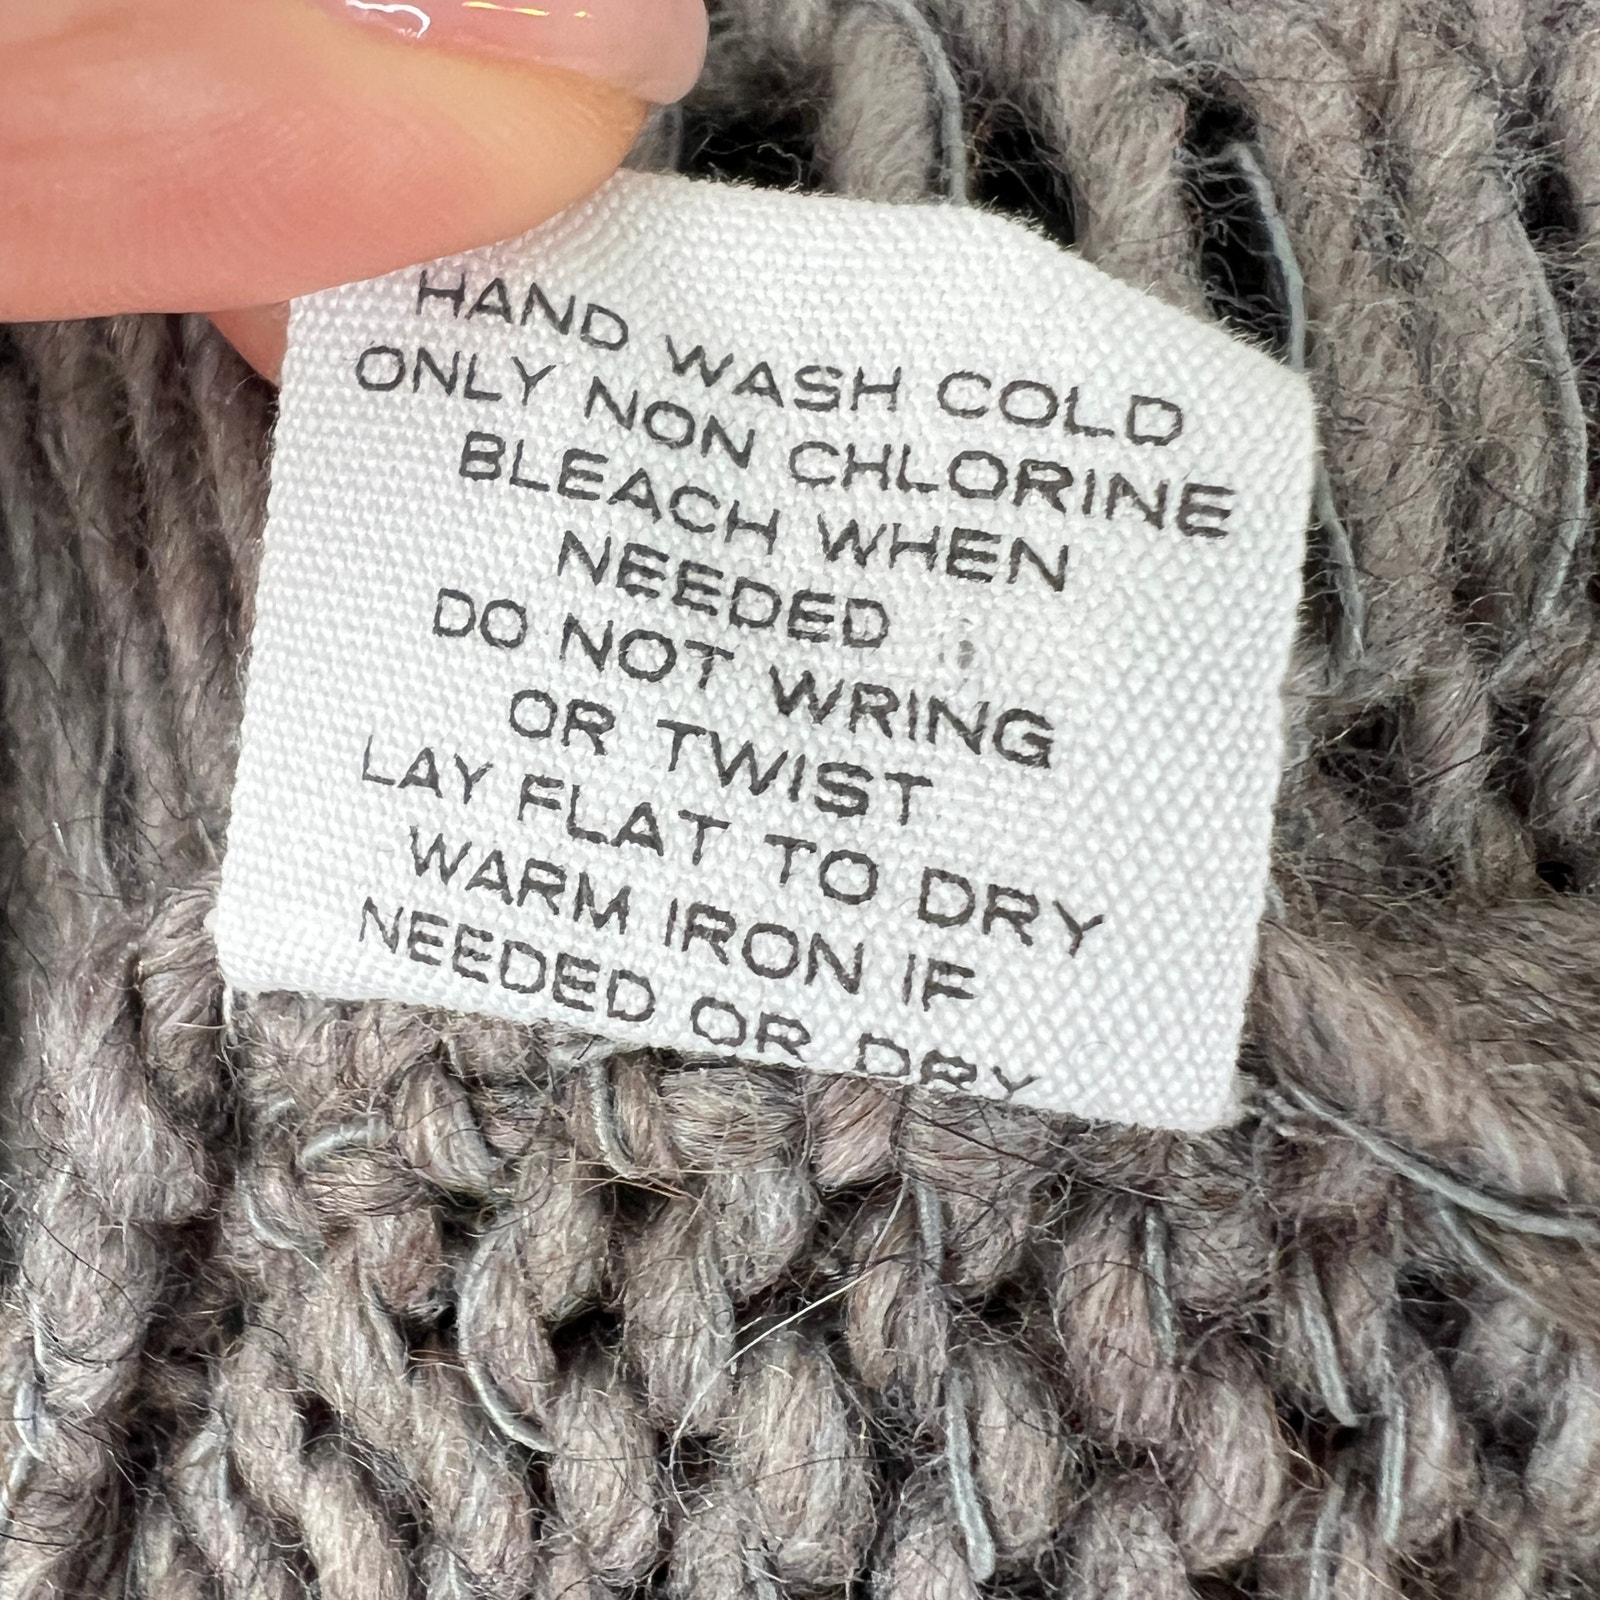 HAND WASH COLD
ONLY NON CHLORINE
BLEACH WHEN
NEEDED
DO NOT WRING
OR TWIST
LAY FLAT TO DRY
WARM IRON IF
NEEDED OR DRY